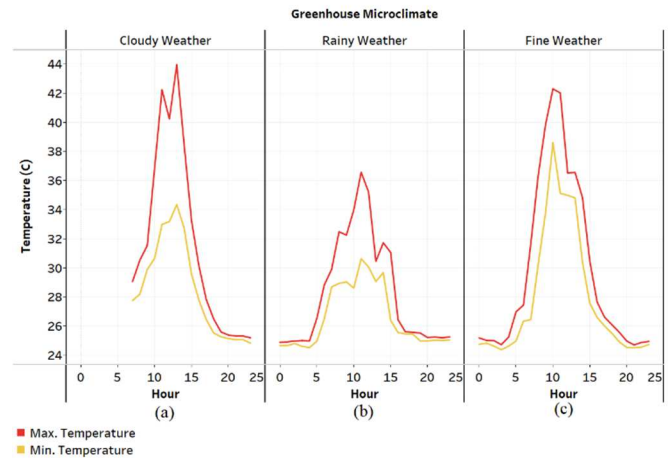 Greenhouse Microclimate
Cloudy Weather Rainy Weather Fine Weather
44
42
40
38
36
34
32
30
28
26
24
Temperature (C)
0 5 10 15 20 25 0 5 10 15 20 25 0 5 10 15 20 25
Hour Hour Hour
(a) (b) (c)
Max. Temperature
Min. Temperature